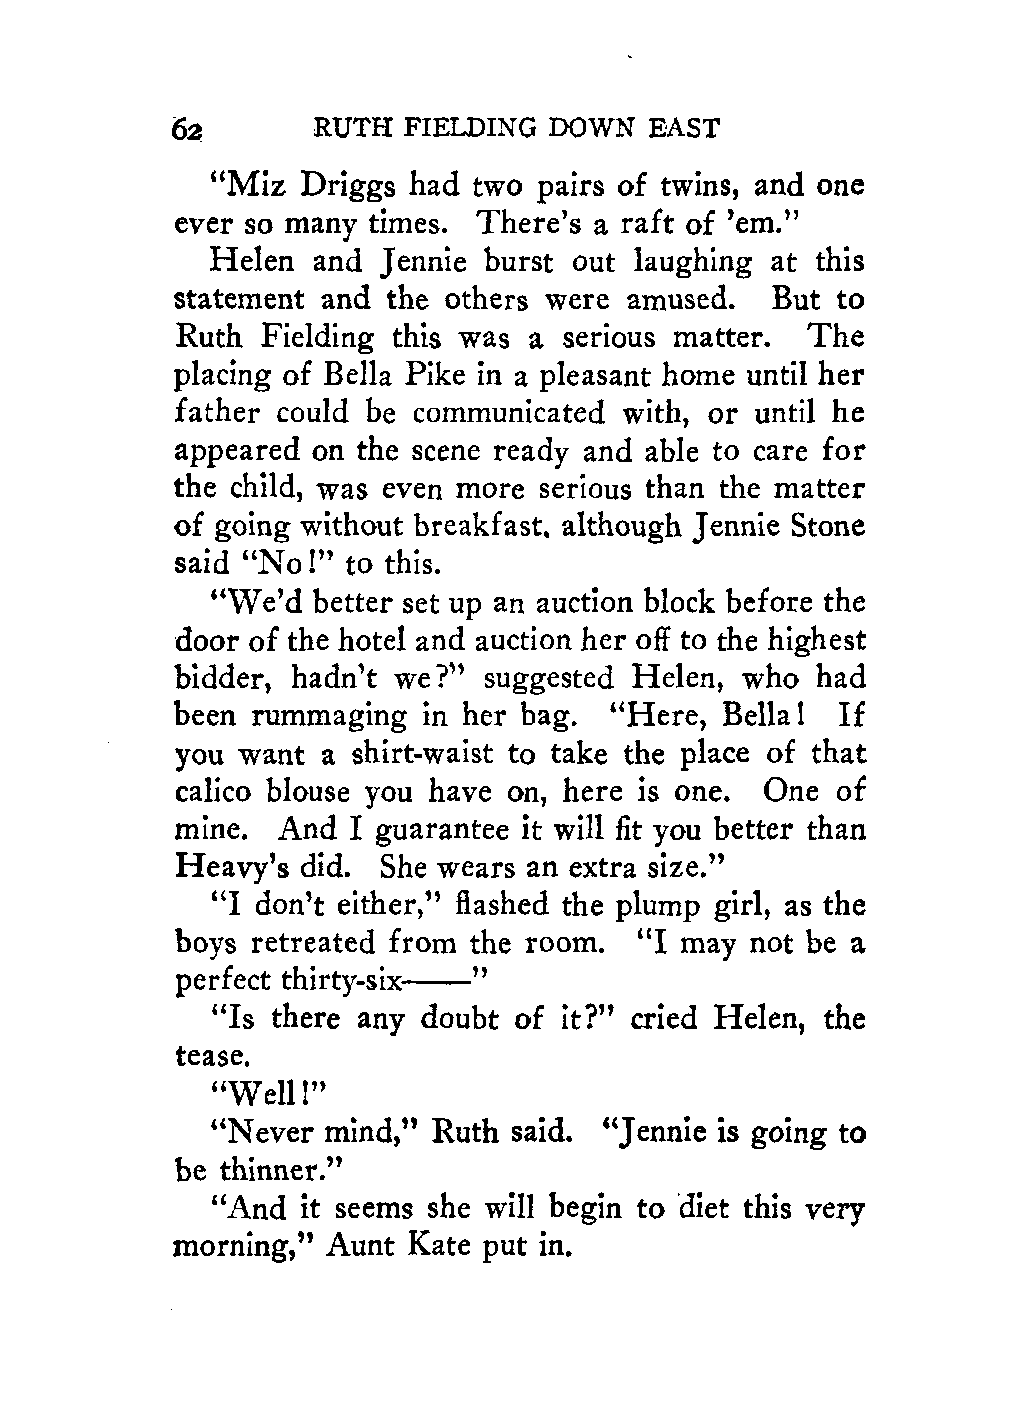 62 RUTH FIELDING DOWN EAST
"Miz Driggs had two pairs of twins, and one
ever so many times. There's a raft of 'em."
Helen and Jennie burst out laughing at this
statement and the others were amused. But to
Ruth Fielding this was a serious matter. The
placing of Bella Pike in a pleasant home until her
father could be communicated with, or until he
appeared on the scene ready and able to care for
the child, was even more serious than the matter
of going without breakfast, although Jennie Stone
said "No!" to this.
"We'd better set up an auction block before the
door of the hotel and auction her off to the highest
bidder, hadn't we?" suggested Helen, who had
been rummaging in her bag. "Here, Bella! If
you want a shirt-waist to take the place of that
calico blouse you have on, here is one. One of
mine. And I guarantee it will fit you better than
Heavy's did. She wears an extra size."
"I don't either," flashed the plump girl, as the
boys retreated from the room. "I may not be a
perfect thirty-six——"
"Is there any doubt of it?" cried Helen, the
tease.
"Well!"
"Never mind," Ruth said. "Jennie is going to
be thinner."
"And it seems she will begin to diet this very
morning," Aunt Kate put in.